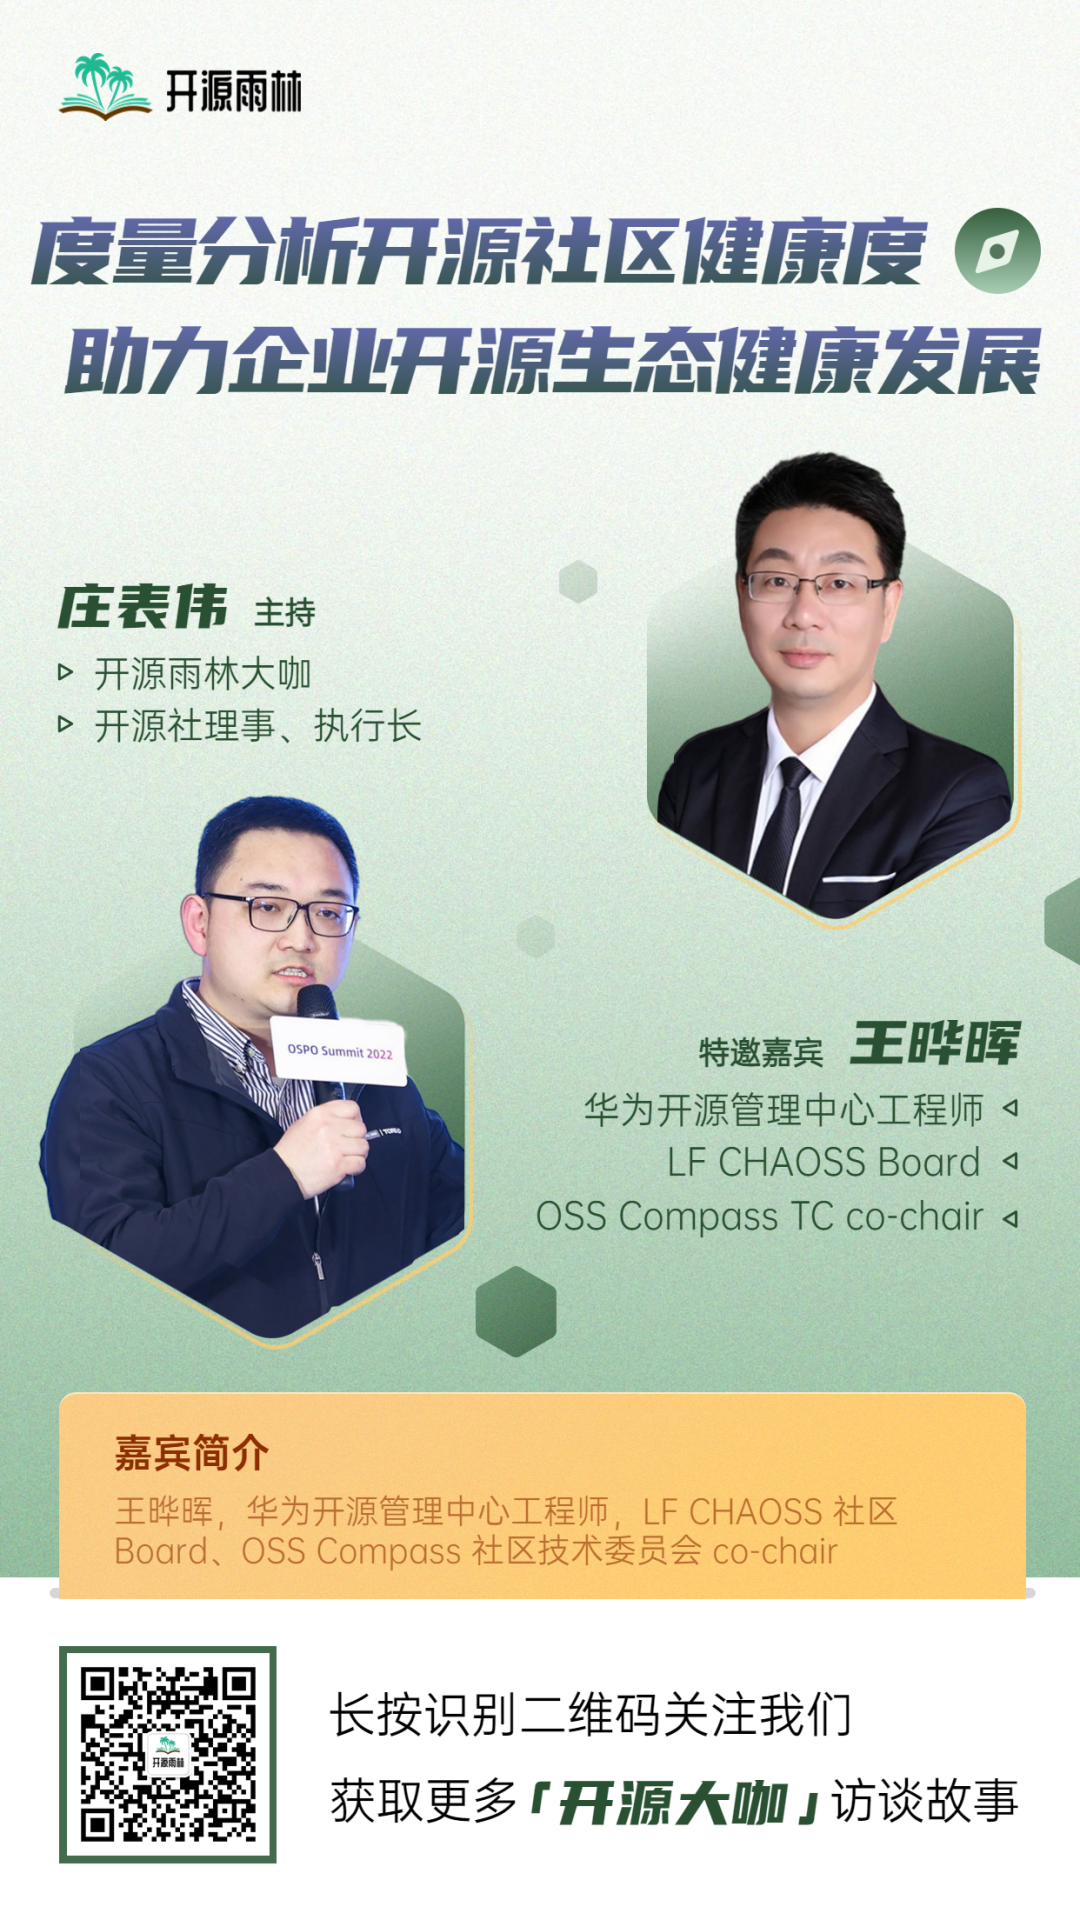 开源雨林
度量分析开源社区健康度
助力企业开源生态健康发展
庄表伟 主持
开源雨林大咖
开源社理事、执行长
OSPO Summit 2022
特邀嘉宾 王晔晖
华为开源管理中心工程师
LF CHAOSS Board
OSS Compass TC co-chair
嘉宾简介
王晔晖，华为开源管理中心工程师，LF CHAOSS 社区
Board、OSS Compass 社区技术委员会 co-chair
开源雨林
长按识别二维码关注我们
获取更多「开源大咖」访谈故事